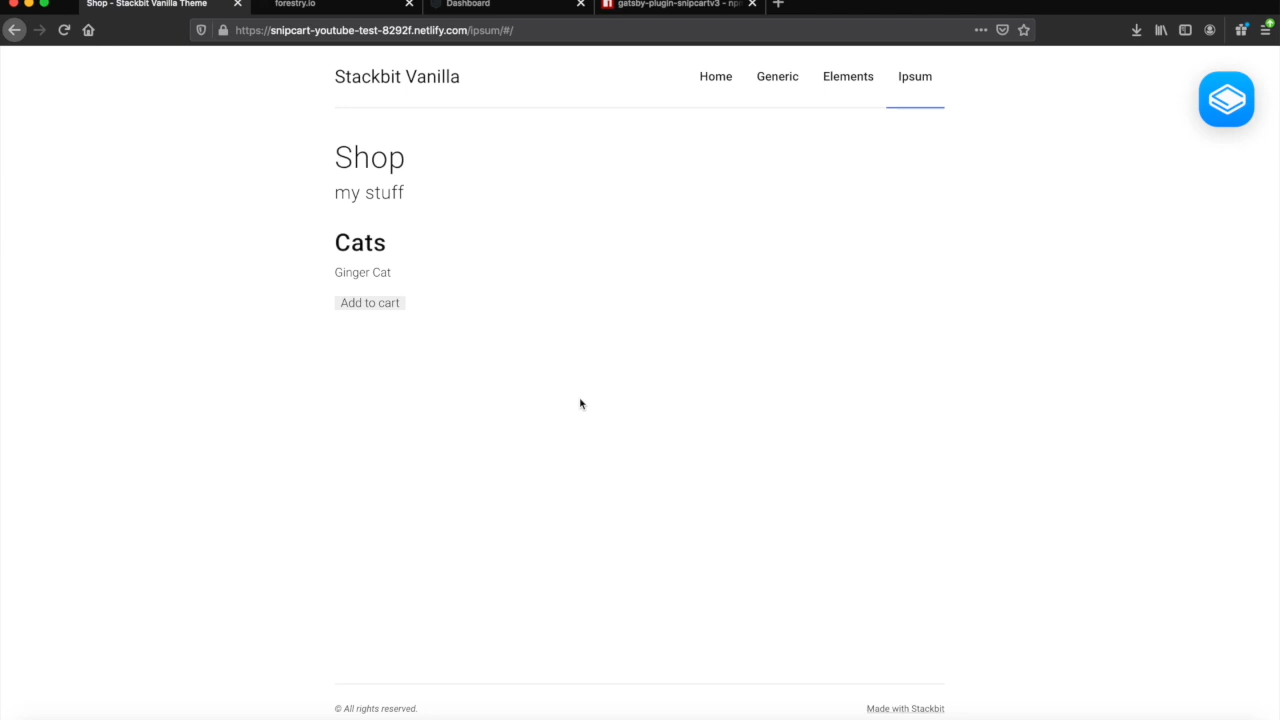 Shop - Stackbit Vanilla Theme
forestry.io
Dashboard
gatsby-plugin-snipcartv3 - npm
https://snipcart-youtube-test-8292f.netlify.com/ipsum/#/
Stackbit Vanilla
Home
Generic
Elements
Ipsum
Shop
my stuff
Cats
Ginger Cat
Add to cart
© All rights reserved.
Made with Stackbit